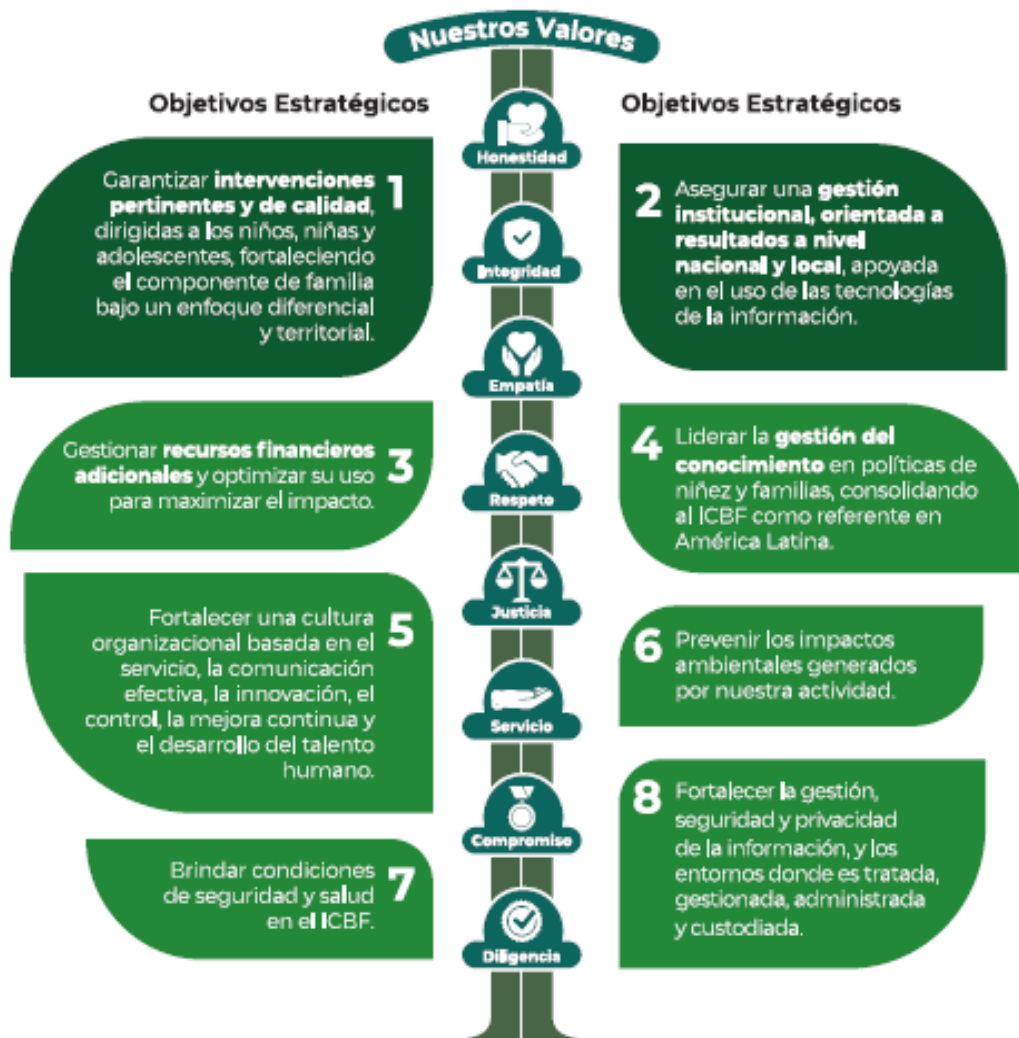 Nuestros Valores
Objetivos Estratégicos
Objetivos Estratégicos
Honestidad
1
Garantizar intervenciones
pertinentes y de calidad,
dirigidas a los niños, niñas y
adolescentes, fortaleciendo
el componente de familia
bajo un enfoque diferencial
y territorial.
2
Asegurar una gestión
institucional, orientada a
resultados a nivel
nacional y local, apoyada
en el uso de las tecnologías
de la información.
Integridad
Empatía
3
Gestionar recursos financieros
adicionales y optimizar su uso
para maximizar el impacto.
4
Liderar la gestión del
conocimiento en políticas de
niñez y familias, consolidando
al ICBF como referente en
América Latina.
Respeto
Justicia
5
Fortalecer una cultura
organizacional basada en el
servicio, la comunicación
efectiva, la innovación, el
control, la mejora continua y
el desarrollo del talento
humano.
6
Prevenir los impactos
ambientales generados
por nuestra actividad.
Servicio
Compromiso
7
Brindar condiciones
de seguridad y salud
en el ICBF.
8
Fortalecer la gestión,
seguridad y privacidad
de la información, y los
entornos donde es tratada,
gestionada, administrada
y custodiada.
Diligencia